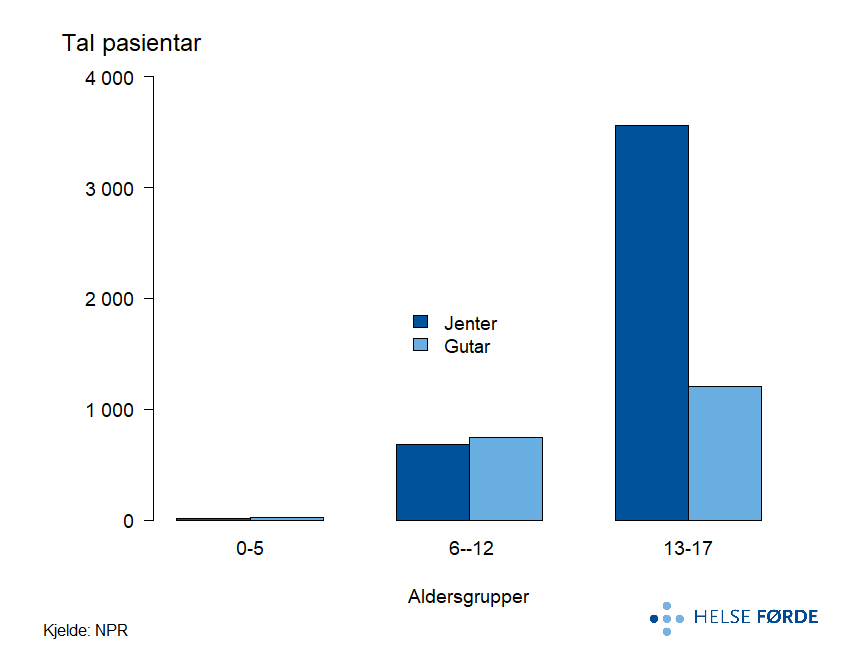 Tal pasientar
4 000
3 000
2 000
1 000
0
Jenter
Gutar
0-5
6--12
13-17
Aldersgrupper
Kjelde: NPR
HELSE FØRDE